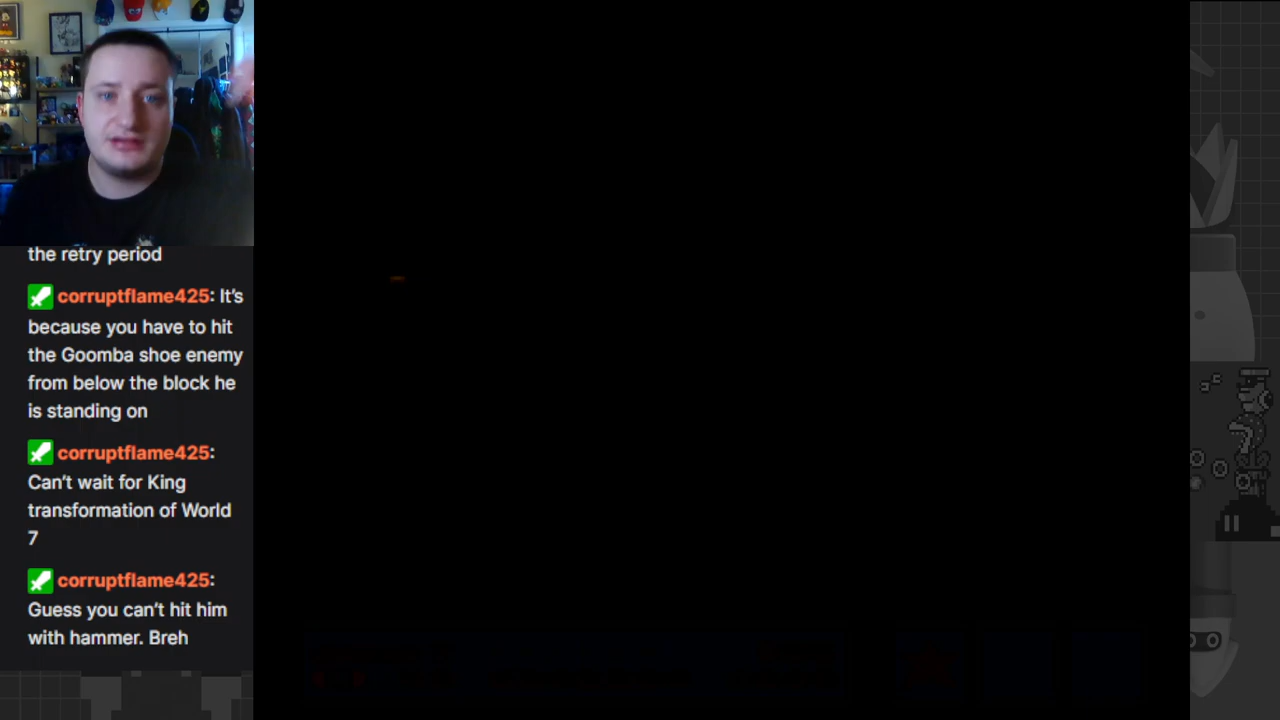 the retry period
corruptflame425: It's
because you have to hit
the Goomba shoe enemy
from below the block he
is standing on
corruptflame425:
Can't wait for King
transformation of World
7
corruptflame425:
Guess you can't hit him
with hammer. Breh